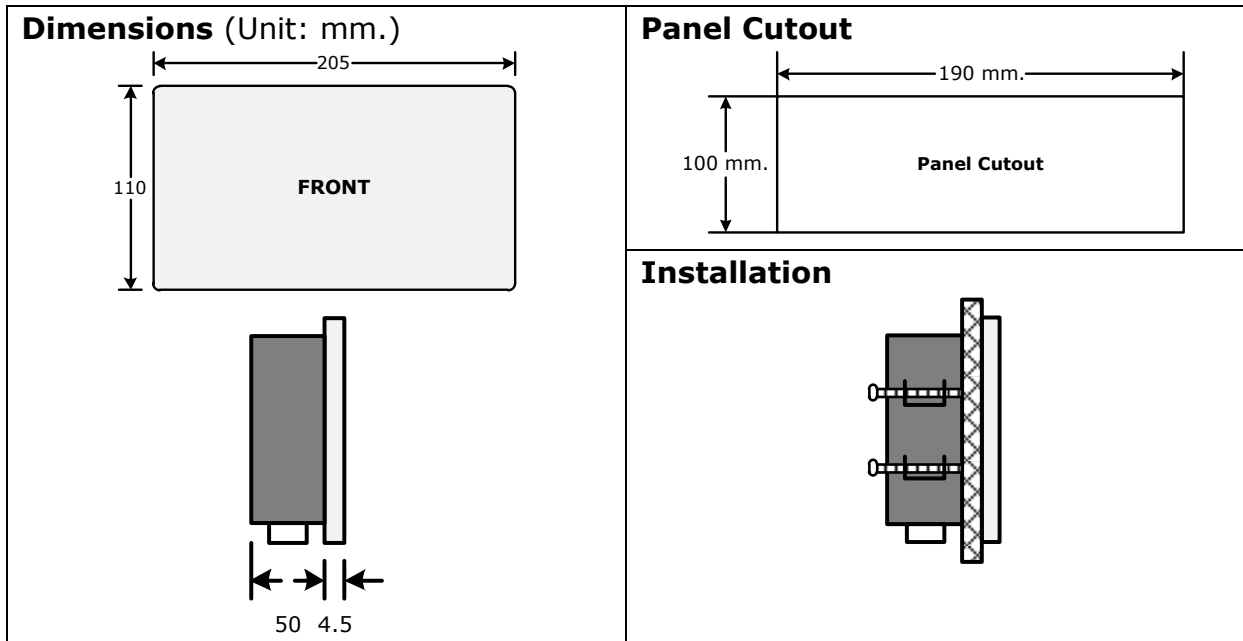 Dimensions (Unit: mm.)
205
110
FRONT
50 4.5
Panel Cutout
190 mm.
100 mm.
Panel Cutout
Installation